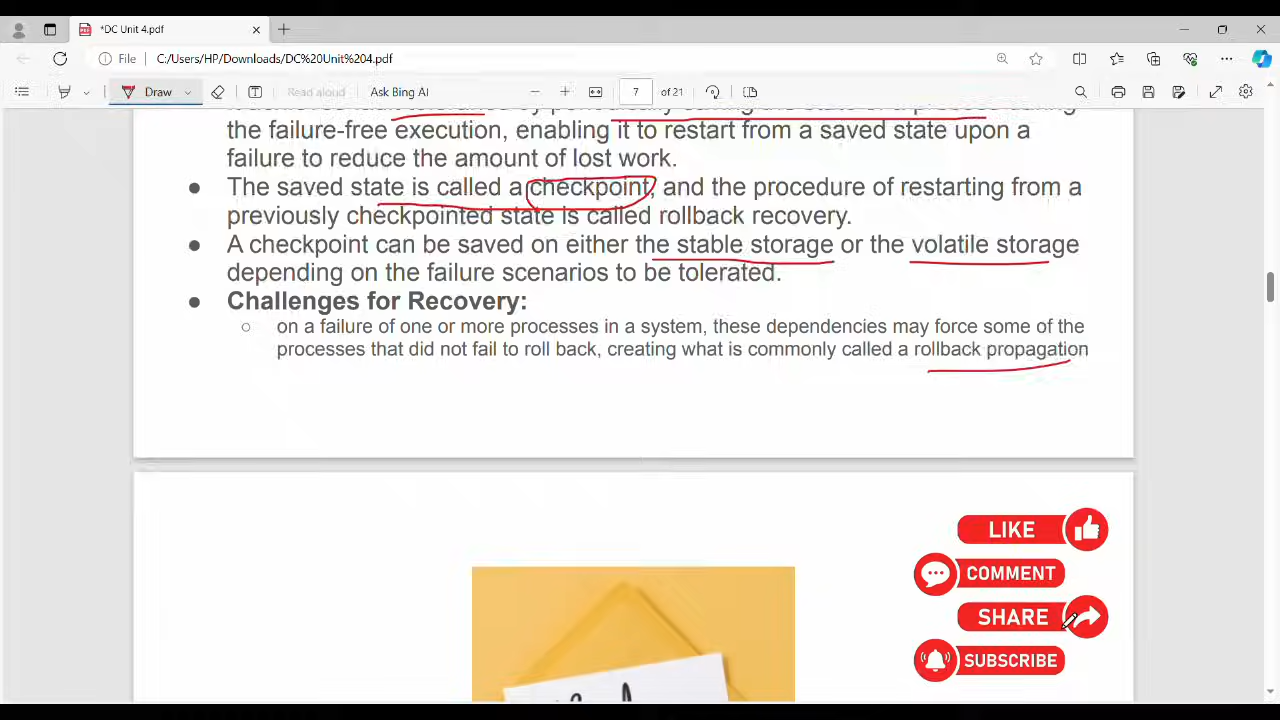 *DC Unit 4.pdf
File C:/Users/HP/Downloads/DC%20Unit%204.pdf
Draw Read aloud Ask Bing AI 7 of 21
the failure-free execution, enabling it to restart from a saved state upon a
failure to reduce the amount of lost work.
● The saved state is called a checkpoint, and the procedure of restarting from a
previously checkpointed state is called rollback recovery.
● A checkpoint can be saved on either the stable storage or the volatile storage
depending on the failure scenarios to be tolerated.
● Challenges for Recovery:
○ on a failure of one or more processes in a system, these dependencies may force some of the
processes that did not fail to roll back, creating what is commonly called a rollback propagation
LIKE
COMMENT
SHARE
SUBSCRIBE